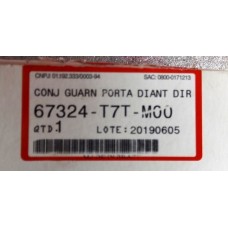 CNPJ 01.192.333/0003-94 SAC: 0800-0171213
CONJ GUARN PORTA DIANT DIR
67324-T7T-M00
QTD:1 LOTE: 20190605